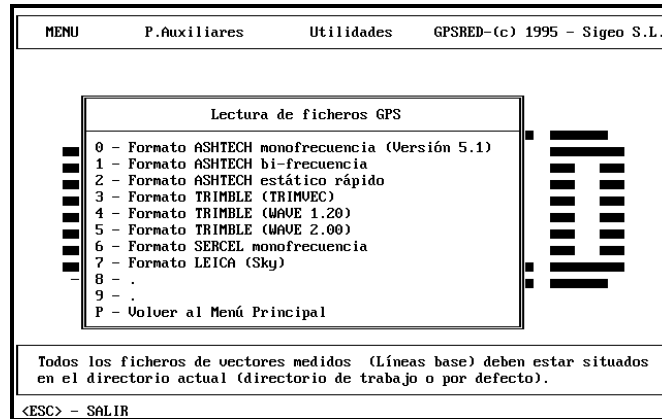 MENU P.Auxiliares Utilidades GPSRED-(c) 1995 - Sigeo S.L.
Lectura de ficheros GPS
0 - Formato ASHTECH monofrecuencia (Versión 5.1)
1 - Formato ASHTECH bi-frecuencia
2 - Formato ASHTECH estático rápido
3 - Formato TRIMBLE (TRIMVEC)
4 - Formato TRIMBLE (WAVE 1.20)
5 - Formato TRIMBLE (WAVE 2.00)
6 - Formato SERCEL monofrecuencia
7 - Formato LEICA (Sky)
8 - .
9 - .
P - Volver al Menú Principal
Todos los ficheros de vectores medidos (Líneas base) deben estar situados
en el directorio actual (directorio de trabajo o por defecto).
<ESC> - SALIR